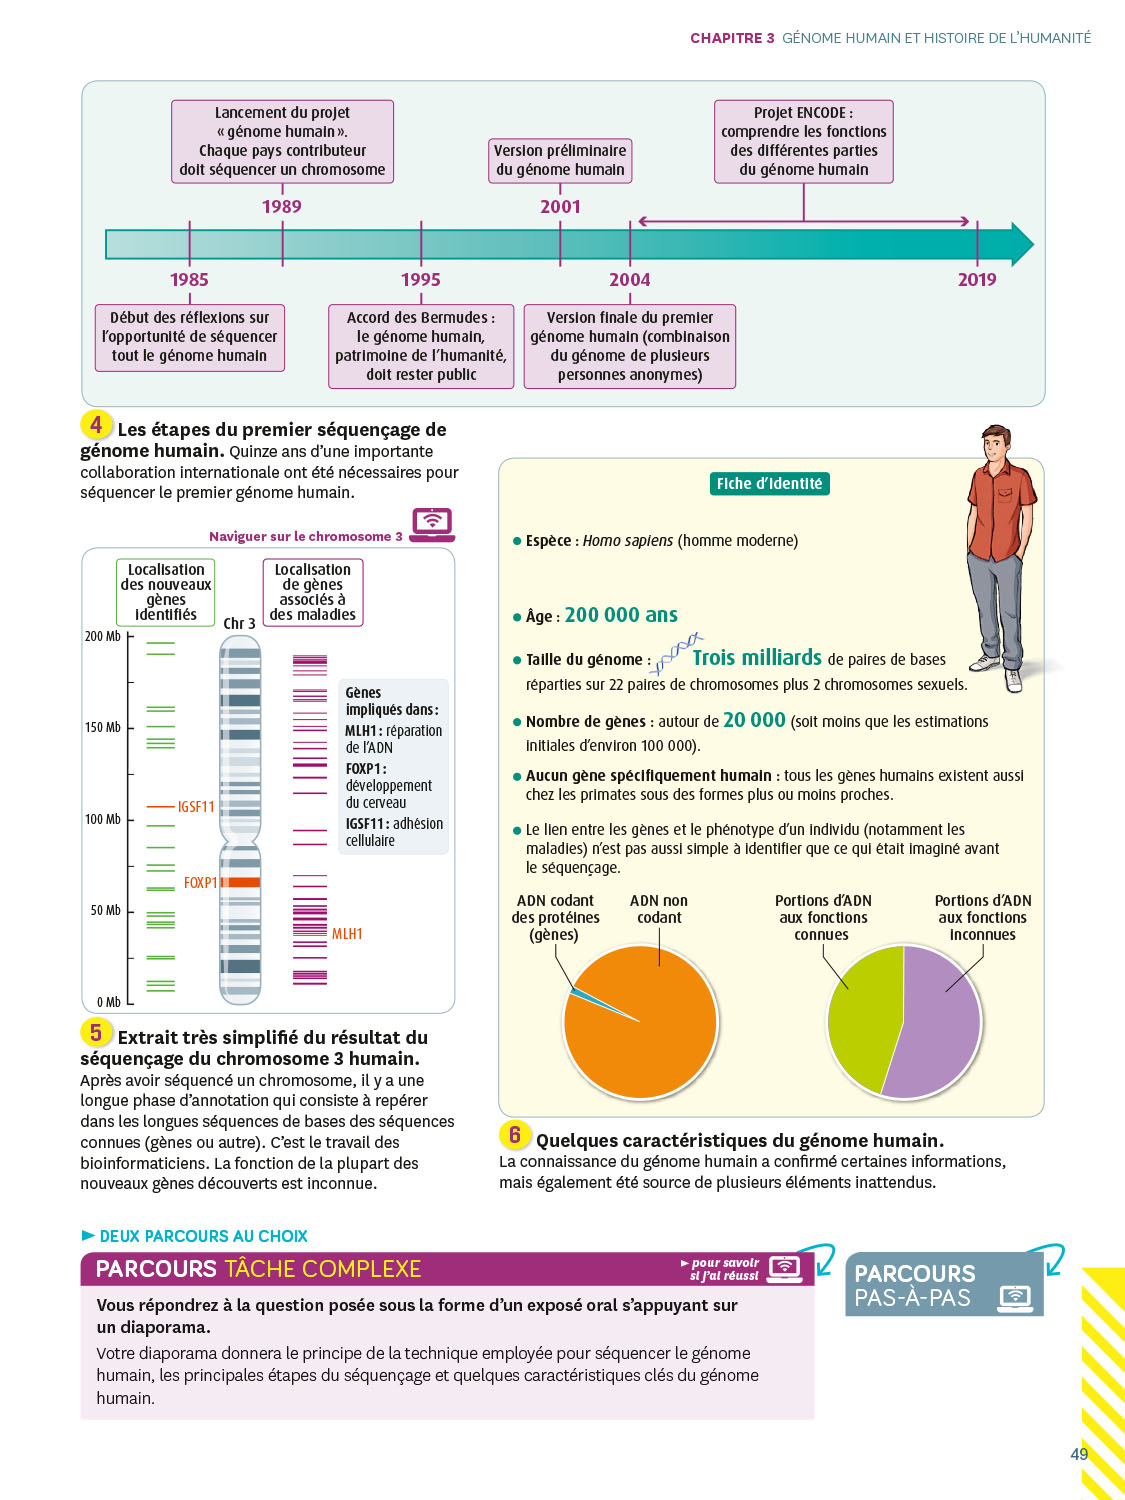 CHAPITRE 3 GÉNOME HUMAIN ET HISTOIRE DE L'HUMANITÉ
Lancement du projet
« génome humain ».
Chaque pays contributeur
doit séquencer un chromosome
1989
Version préliminaire
du génome humain
2001
Projet ENCODE :
comprendre les fonctions
des différentes parties
du génome humain
1985
Début des réflexions sur
l'opportunité de séquencer
tout le génome humain
1995
Accord des Bermudes :
le génome humain,
patrimoine de l'humanité,
doit rester public
2004
Version finale du premier
génome humain (combinaison
du génome de plusieurs
personnes anonymes)
2019
4 Les étapes du premier séquençage de
génome humain. Quinze ans d'une importante
collaboration internationale ont été nécessaires pour
séquencer le premier génome humain.
Naviguer sur le chromosome 3
Localisation
des nouveaux
gènes
identifiés
Localisation
de gènes
associés à
des maladies
Chr 3
200 Mb
150 Mb
100 Mb
50 Mb
0 Mb
IGSF11
FOXP1
MLH1
Gènes
impliqués dans :
MLH1 : réparation
de l'ADN
FOXP1 :
développement
du cerveau
IGSF11 : adhésion
cellulaire
5 Extrait très simplifié du résultat du
séquençage du chromosome 3 humain.
Après avoir séquencé un chromosome, il y a une
longue phase d'annotation qui consiste à repérer
dans les longues séquences de bases des séquences
connues (gènes ou autre). C'est le travail des
bioinformaticiens. La fonction de la plupart des
nouveaux gènes découverts est inconnue.
Fiche d'identité
• Espèce : Homo sapiens (homme moderne)
• Âge : 200 000 ans
• Taille du génome : Trois milliards de paires de bases
réparties sur 22 paires de chromosomes plus 2 chromosomes sexuels.
• Nombre de gènes : autour de 20 000 (soit moins que les estimations
initiales d'environ 100 000).
• Aucun gène spécifiquement humain : tous les gènes humains existent aussi
chez les primates sous des formes plus ou moins proches.
• Le lien entre les gènes et le phénotype d'un individu (notamment les
maladies) n'est pas aussi simple à identifier que ce qui était imaginé avant
le séquençage.
ADN codant
des protéines
(gènes)
ADN non
codant
Portions d'ADN
aux fonctions
connues
Portions d'ADN
aux fonctions
inconnues
6 Quelques caractéristiques du génome humain.
La connaissance du génome humain a confirmé certaines informations,
mais également été source de plusieurs éléments inattendus.
► DEUX PARCOURS AU CHOIX
PARCOURS TÂCHE COMPLEXE
► pour savoir
si j'ai réussi
Vous répondrez à la question posée sous la forme d'un exposé oral s'appuyant sur
un diaporama.
Votre diaporama donnera le principe de la technique employée pour séquencer le génome
humain, les principales étapes du séquençage et quelques caractéristiques clés du génome
humain.
PARCOURS
PAS-À-PAS
49